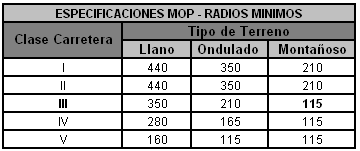 ESPECIFICACIONES MOP - RADIOS MINIMOS
Clase Carretera Tipo de Terreno
Llano Ondulado Montañoso
I 440 350 210
II 440 350 210
III 350 210 115
IV 280 165 115
V 160 115 115